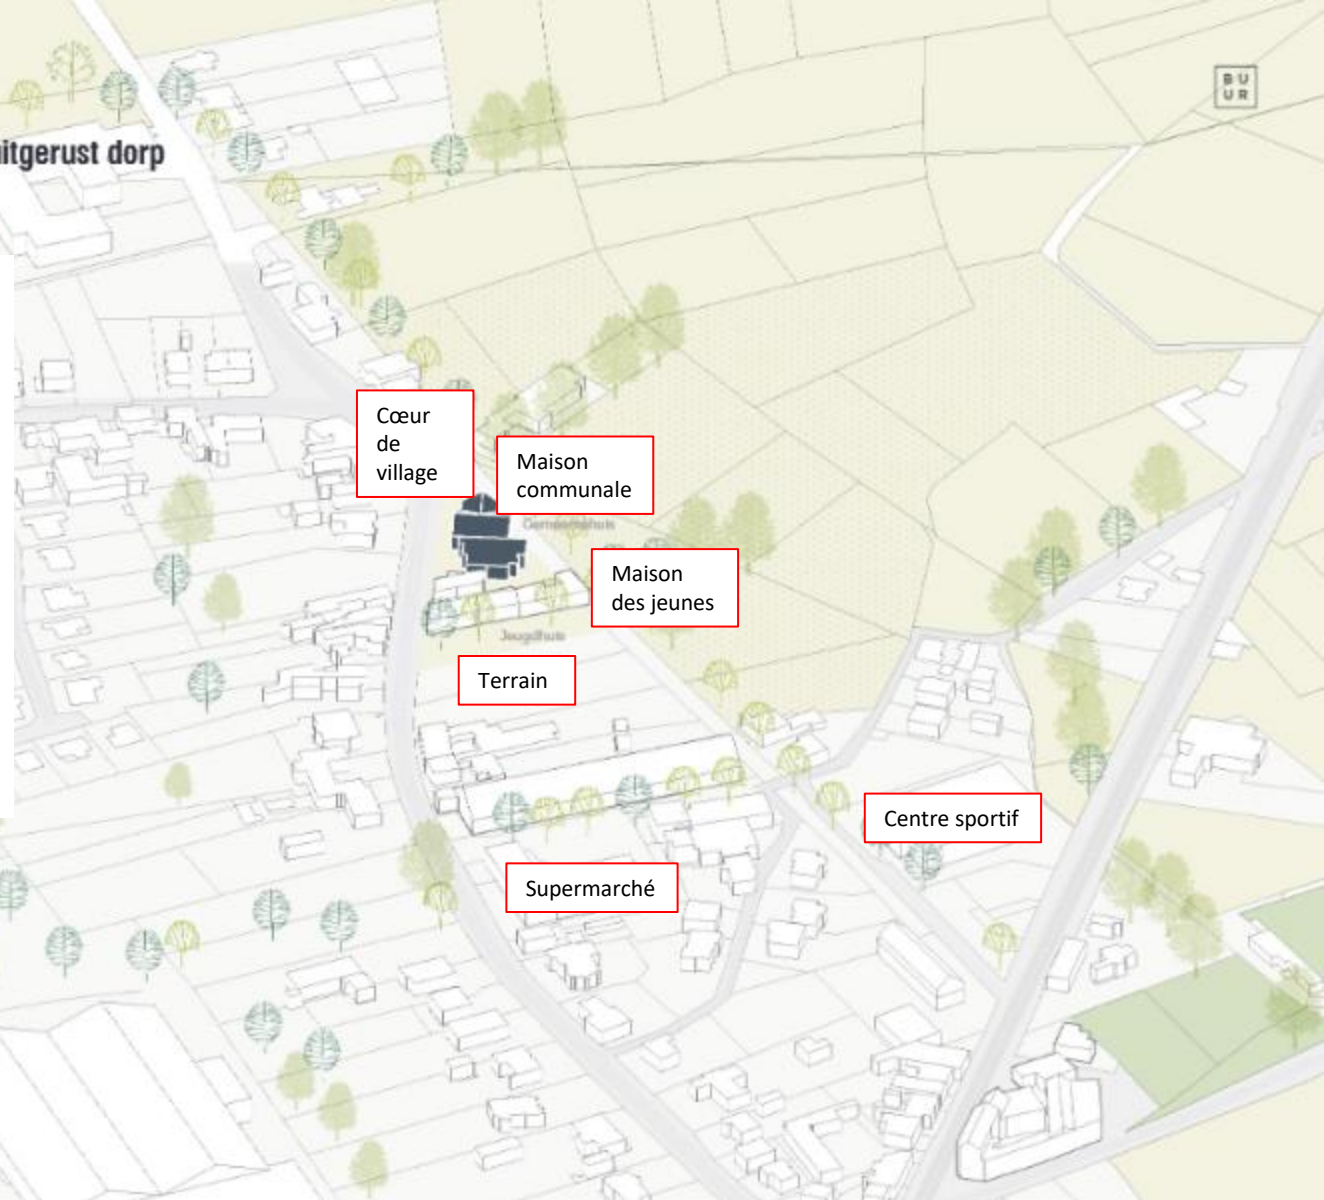 BU
UR
itgerust dorp
Cœur
de
village
Maison
communale
Gemeentehuis
Maison
des jeunes
Jeugdhuis
Terrain
Centre sportif
Supermarché